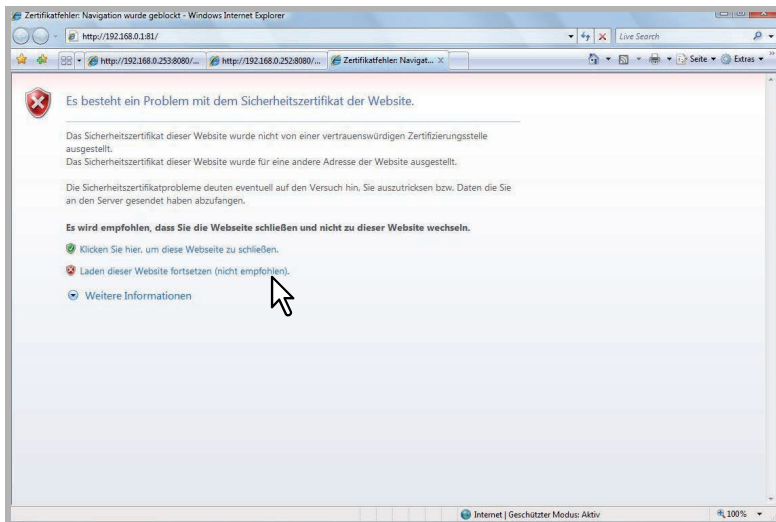 Zertifikatfehler: Navigation wurde geblockt - Windows Internet Explorer
http://192.168.0.1:81/
Live Search
http://192.168.0.253:8080/... http://192.168.0.252:8080/... Zertifikatfehler: Navigat... Seite Extras
Es besteht ein Problem mit dem Sicherheitszertifikat der Website.
Das Sicherheitszertifikat dieser Website wurde nicht von einer vertrauenswürdigen Zertifizierungsstelle
ausgestellt.
Das Sicherheitszertifikat dieser Website wurde für eine andere Adresse der Website ausgestellt.
Die Sicherheitszertifikatprobleme deuten eventuell auf den Versuch hin, Sie auszutricksen bzw. Daten die Sie
an den Server gesendet haben abzufangen.
Es wird empfohlen, dass Sie die Webseite schließen und nicht zu dieser Website wechseln.
Klicken Sie hier, um diese Webseite zu schließen.
Laden dieser Website fortsetzen (nicht empfohlen).
Weitere Informationen
Internet | Geschützter Modus: Aktiv 100%